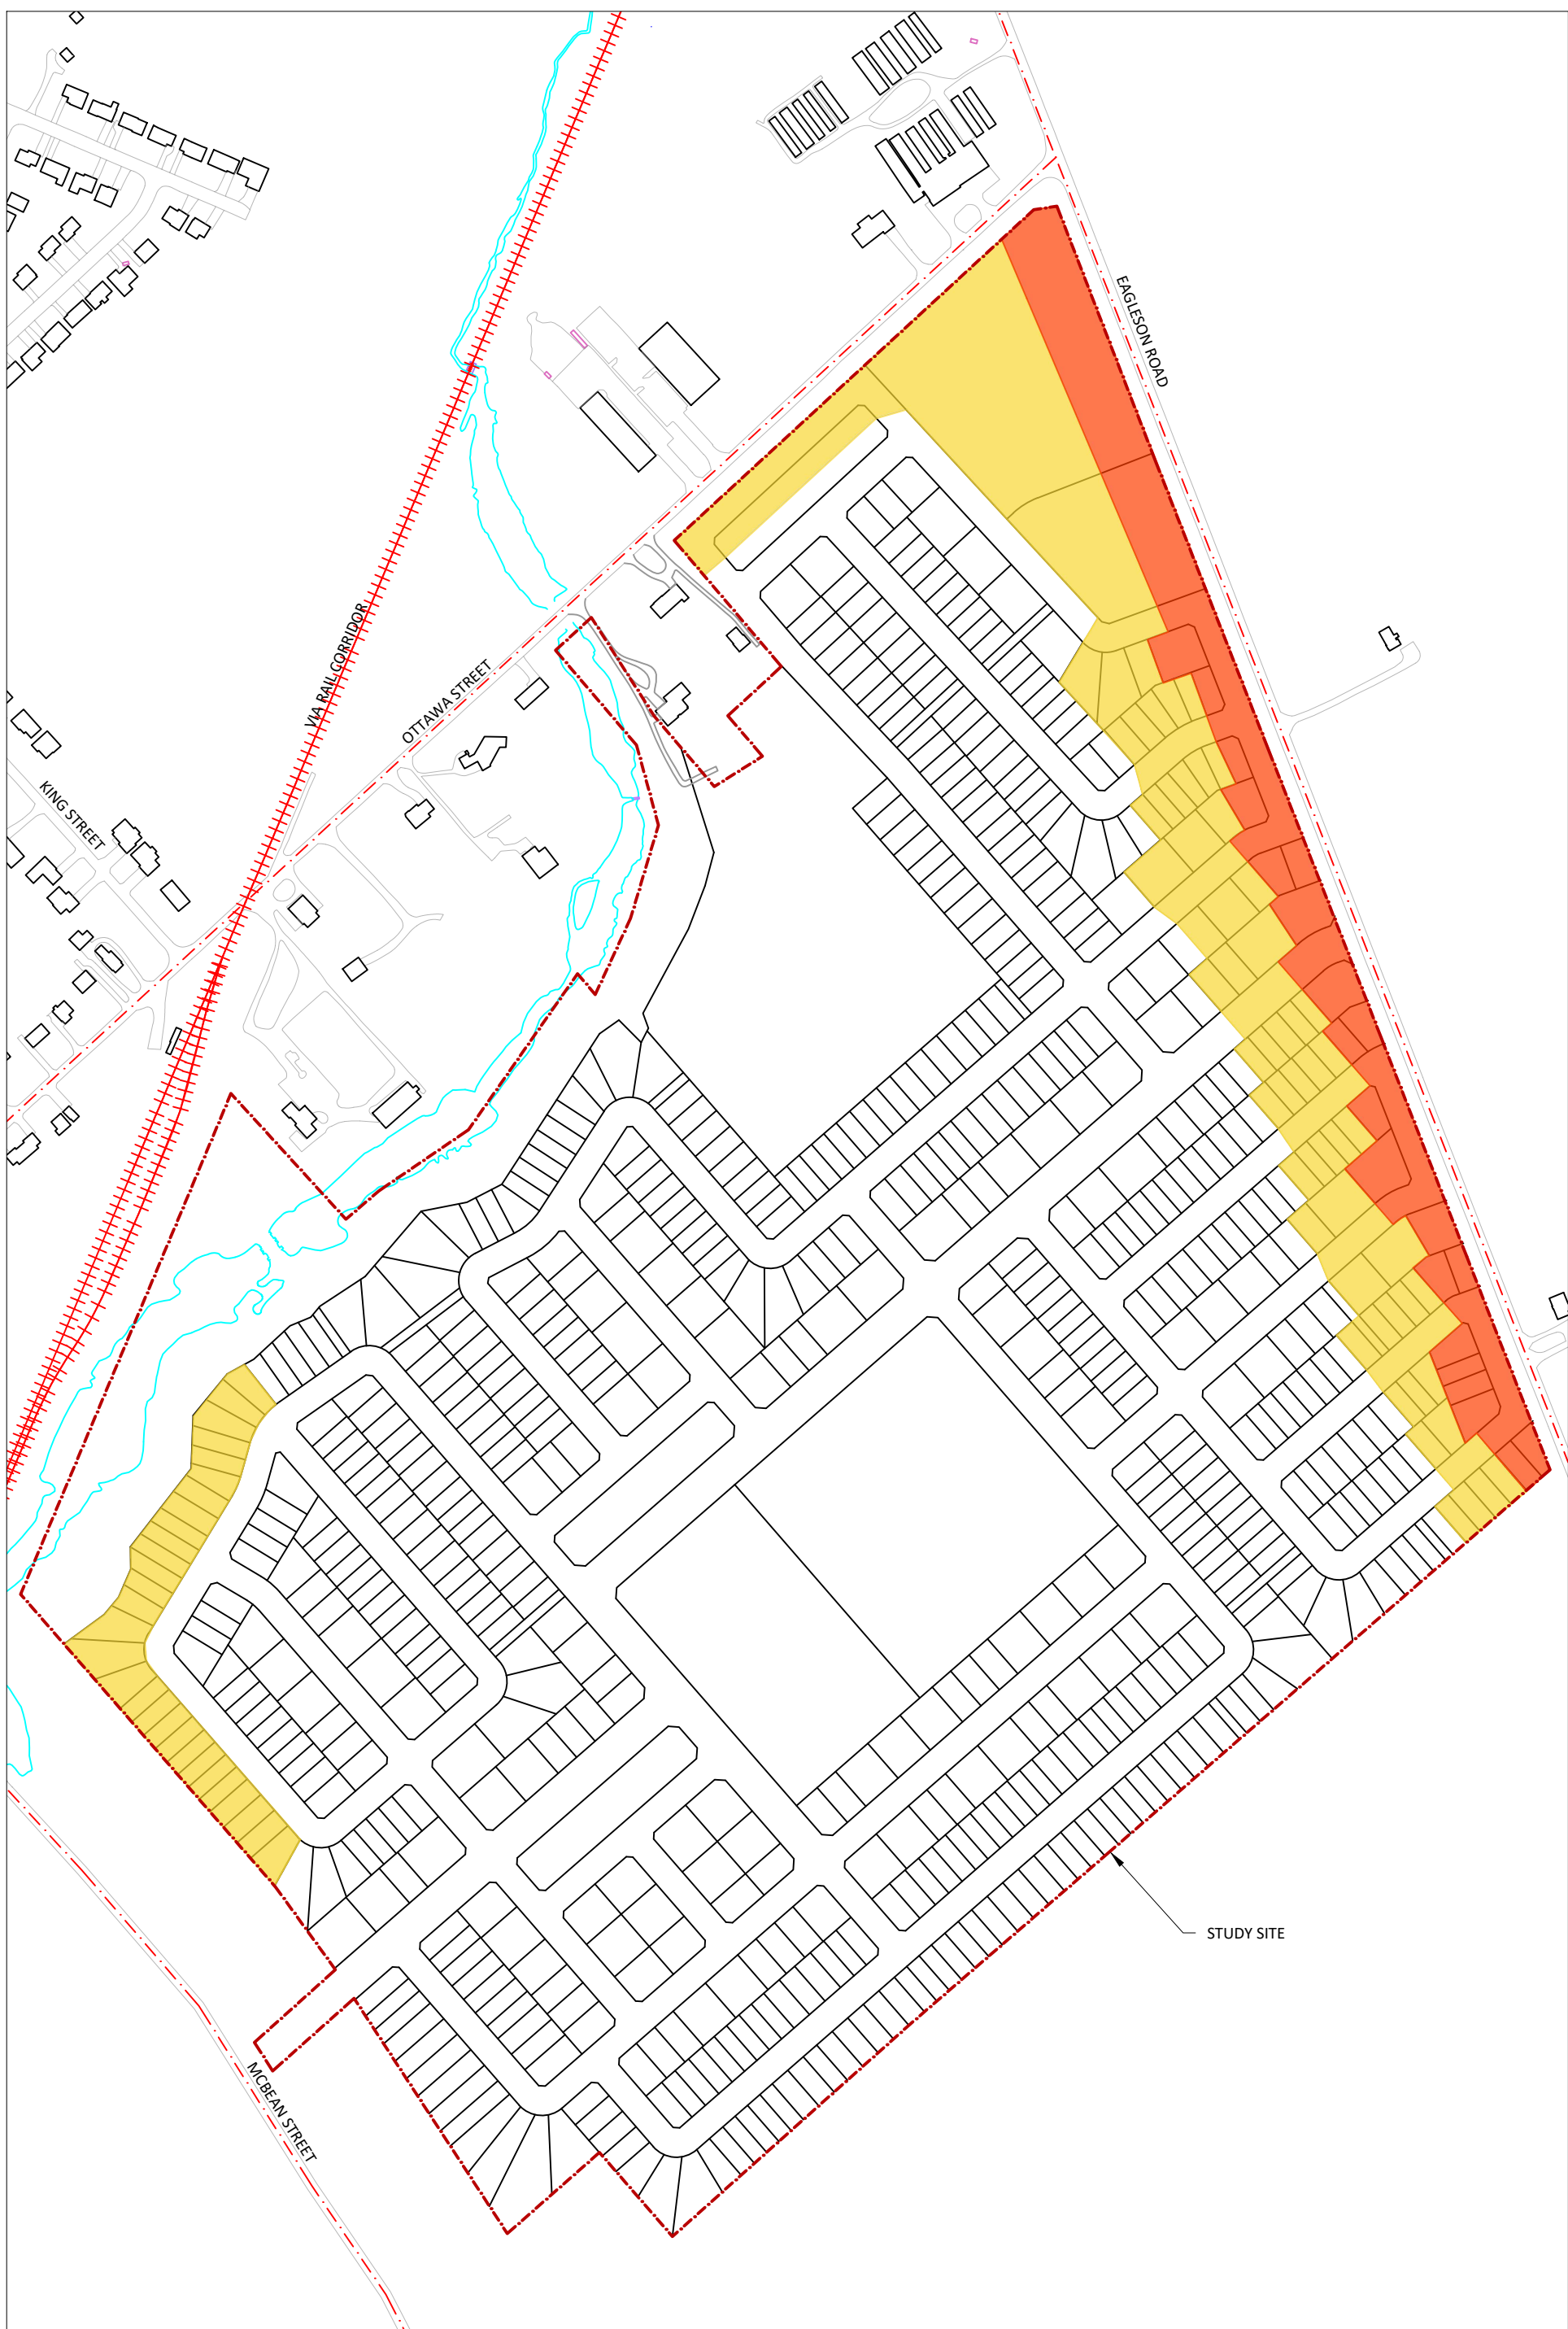 EAGLESON ROAD
VIA RAIL CORRIDOR
OTTAWA STREET
KING STREET
STUDY SITE
MCBEAN STREET